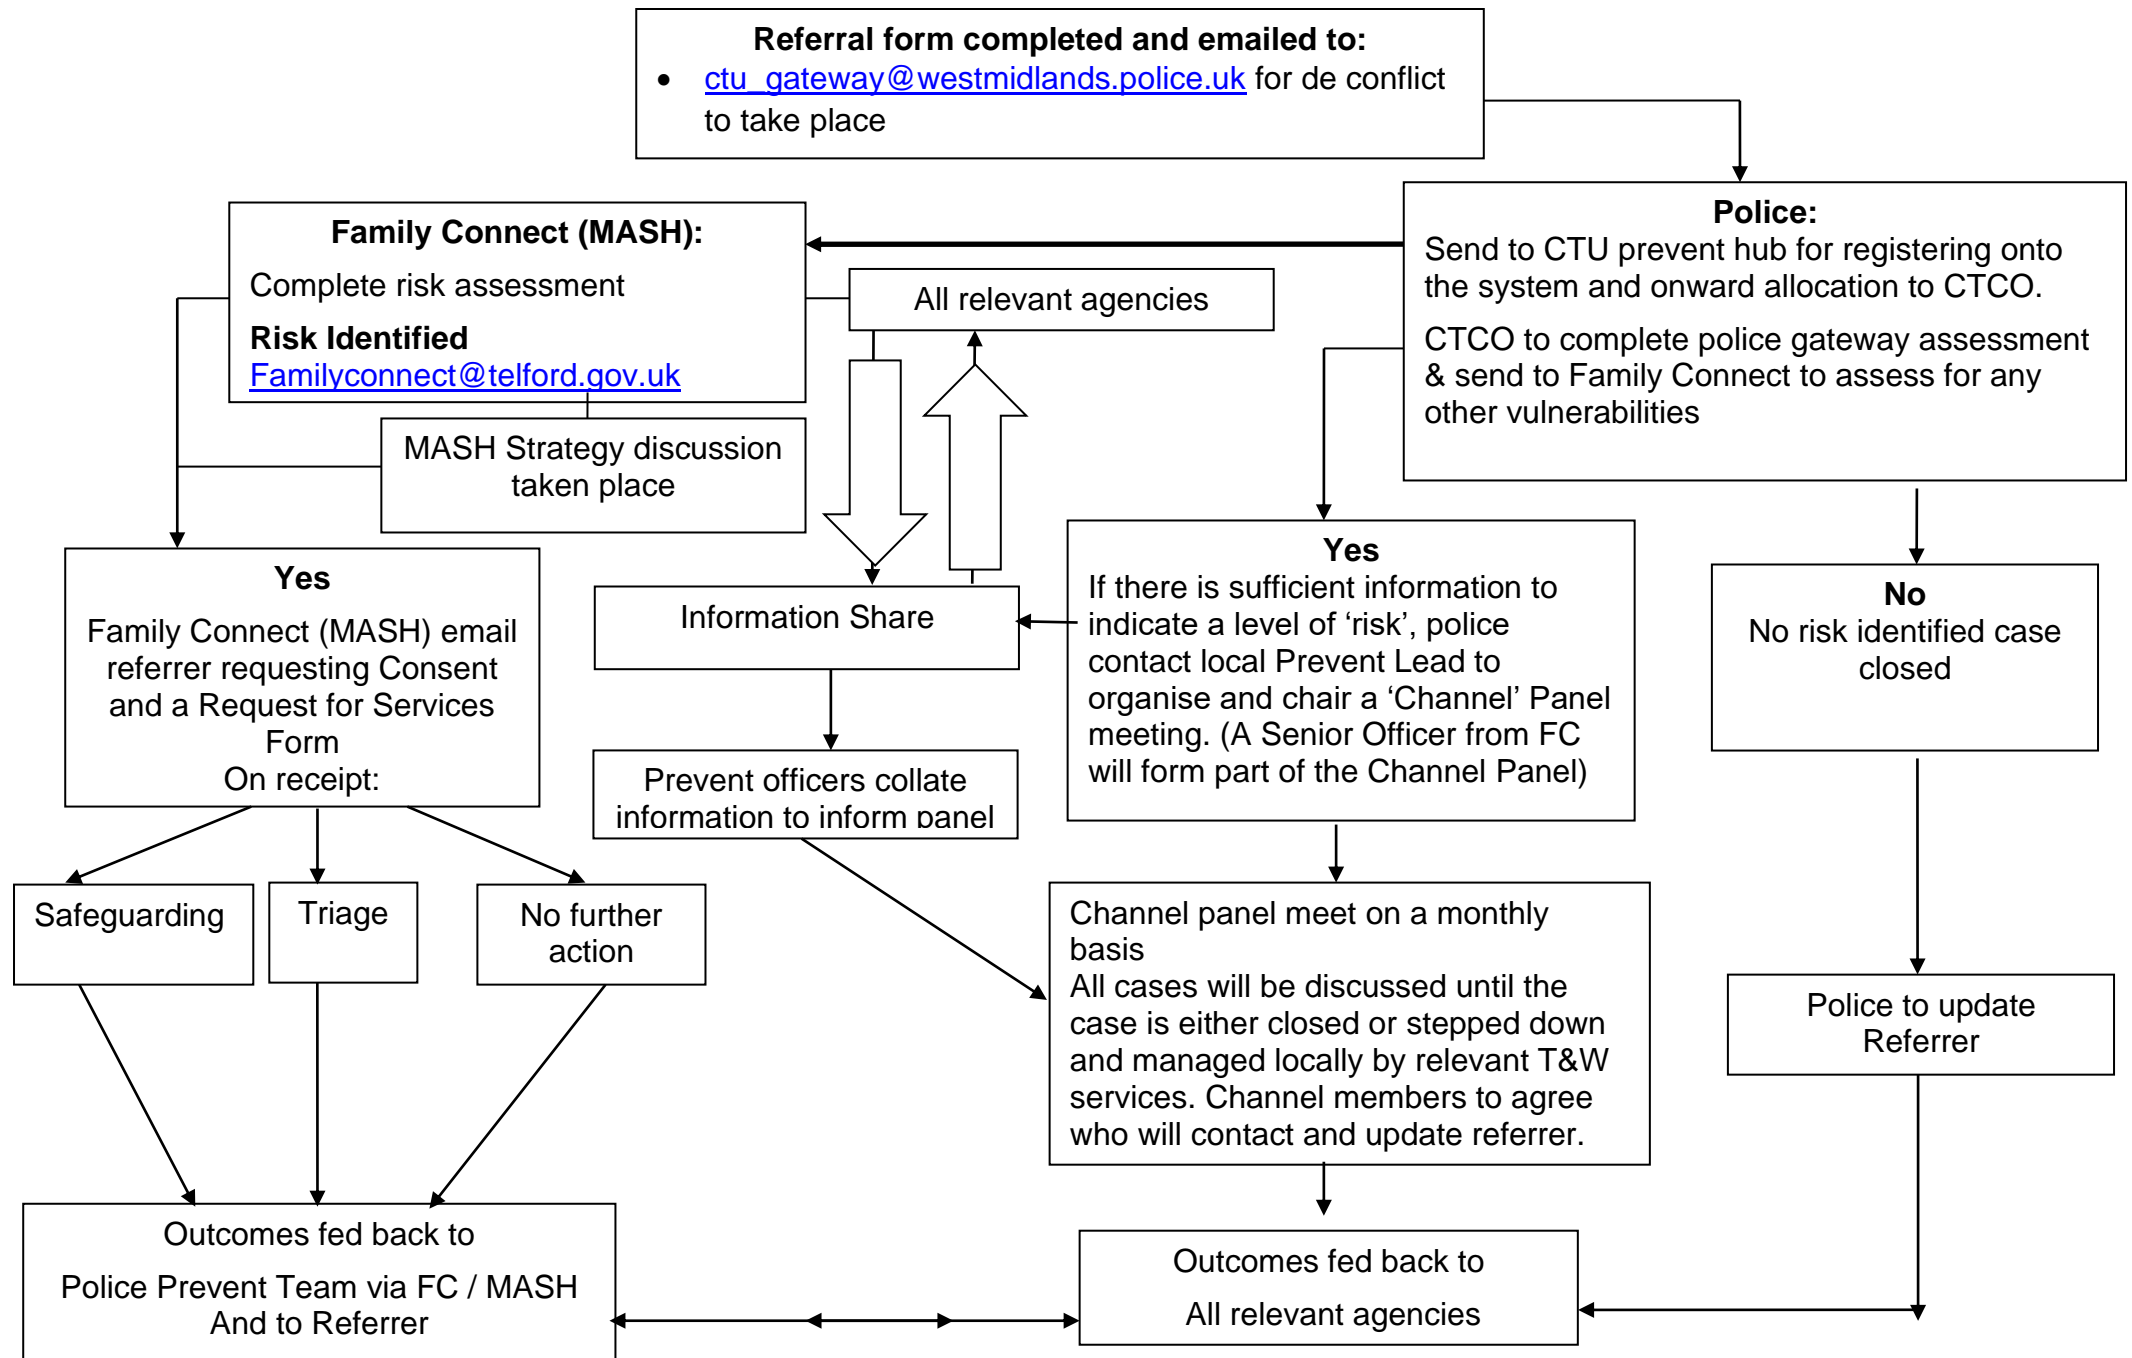 Referral form completed and emailed to:
• ctu_gateway@westmidlands.police.uk for de conflict
to take place
Family Connect (MASH):
Complete risk assessment
Risk Identified
Familyconnect@telford.gov.uk
All relevant agencies
Police:
Send to CTU prevent hub for registering onto
the system and onward allocation to CTCO.
CTCO to complete police gateway assessment
& send to Family Connect to assess for any
other vulnerabilities
MASH Strategy discussion
taken place
Yes
Family Connect (MASH) email
referrer requesting Consent
and a Request for Services
Form
On receipt:
Information Share
Yes
If there is sufficient information to
indicate a level of ‘risk’, police
contact local Prevent Lead to
organise and chair a ‘Channel’ Panel
meeting. (A Senior Officer from FC
will form part of the Channel Panel)
No
No risk identified case
closed
Prevent officers collate
information to inform panel
Safeguarding
Triage
No further
action
Channel panel meet on a monthly
basis
All cases will be discussed until the
case is either closed or stepped down
and managed locally by relevant T&W
services. Channel members to agree
who will contact and update referrer.
Police to update
Referrer
Outcomes fed back to
Police Prevent Team via FC / MASH
And to Referrer
Outcomes fed back to
All relevant agencies